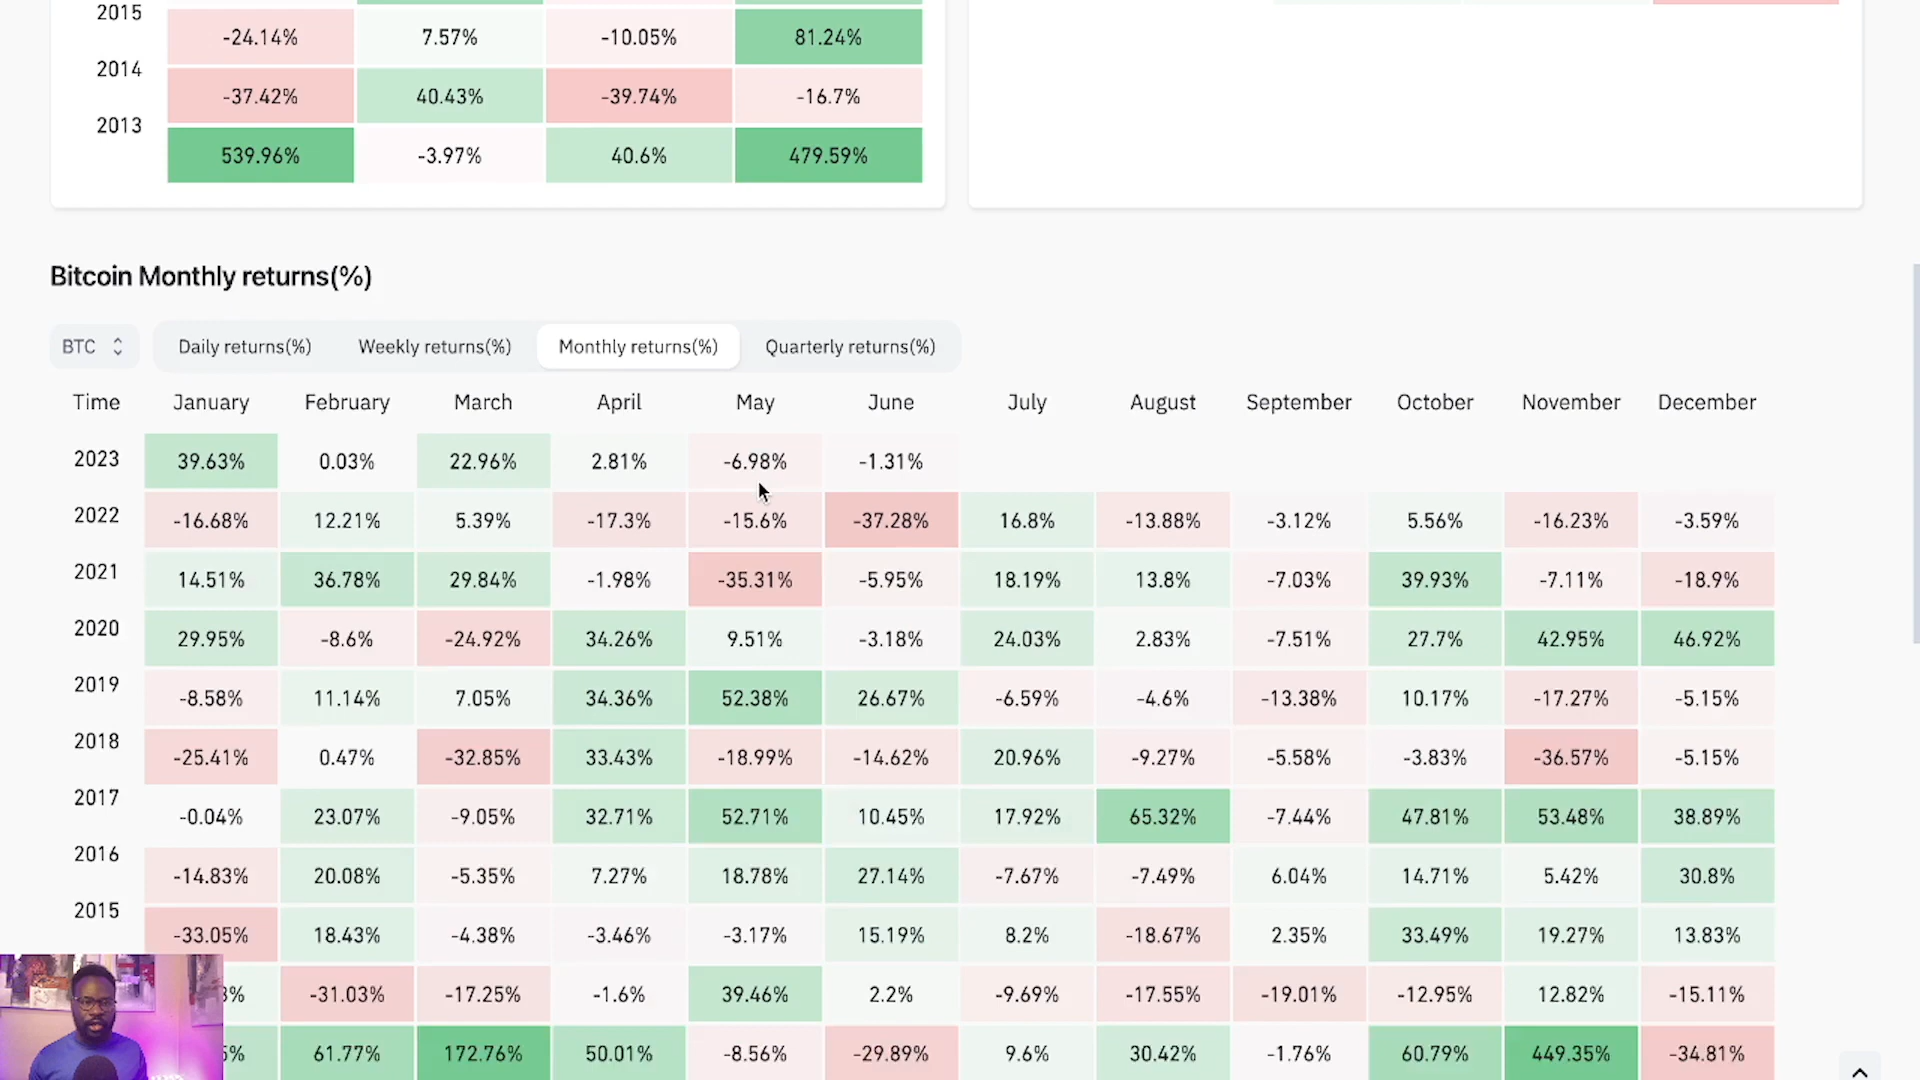 2015
-24.14% 7.57% -10.05% 81.24%
2014
-37.42% 40.43% -39.74% -16.7%
2013
539.96% -3.97% 40.6% 479.59%
Bitcoin Monthly returns(%)
BTC Daily returns(%) Weekly returns(%) Monthly returns(%) Quarterly returns(%)
Time January February March April May June July August September October November December
2023 39.63% 0.03% 22.96% 2.81% -6.98% -1.31%
2022 -16.68% 12.21% 5.39% -17.3% -15.6% -37.28% 16.8% -13.88% -3.12% 5.56% -16.23% -3.59%
2021 14.51% 36.78% 29.84% -1.98% -35.31% -5.95% 18.19% 13.8% -7.03% 39.93% -7.11% -18.9%
2020 29.95% -8.6% -24.92% 34.26% 9.51% -3.18% 24.03% 2.83% -7.51% 27.7% 42.95% 46.92%
2019 -8.58% 11.14% 7.05% 34.36% 52.38% 26.67% -6.59% -4.6% -13.38% 10.17% -17.27% -5.15%
2018 -25.41% 0.47% -32.85% 33.43% -18.99% -14.62% 20.96% -9.27% -5.58% -3.83% -36.57% -5.15%
2017 -0.04% 23.07% -9.05% 32.71% 52.71% 10.45% 17.92% 65.32% -7.44% 47.81% 53.48% 38.89%
2016 -14.83% 20.08% -5.35% 7.27% 18.78% 27.14% -7.67% -7.49% 6.04% 14.71% 5.42% 30.8%
2015 -33.05% 18.43% -4.38% -3.46% -3.17% 15.19% 8.2% -18.67% 2.35% 33.49% 19.27% 13.83%
-31.03% -17.25% -1.6% 39.46% 2.2% -9.69% -17.55% -19.01% -12.95% 12.82% -15.11%
61.77% 172.76% 50.01% -8.56% -29.89% 9.6% 30.42% -1.76% 60.79% 449.35% -34.81%